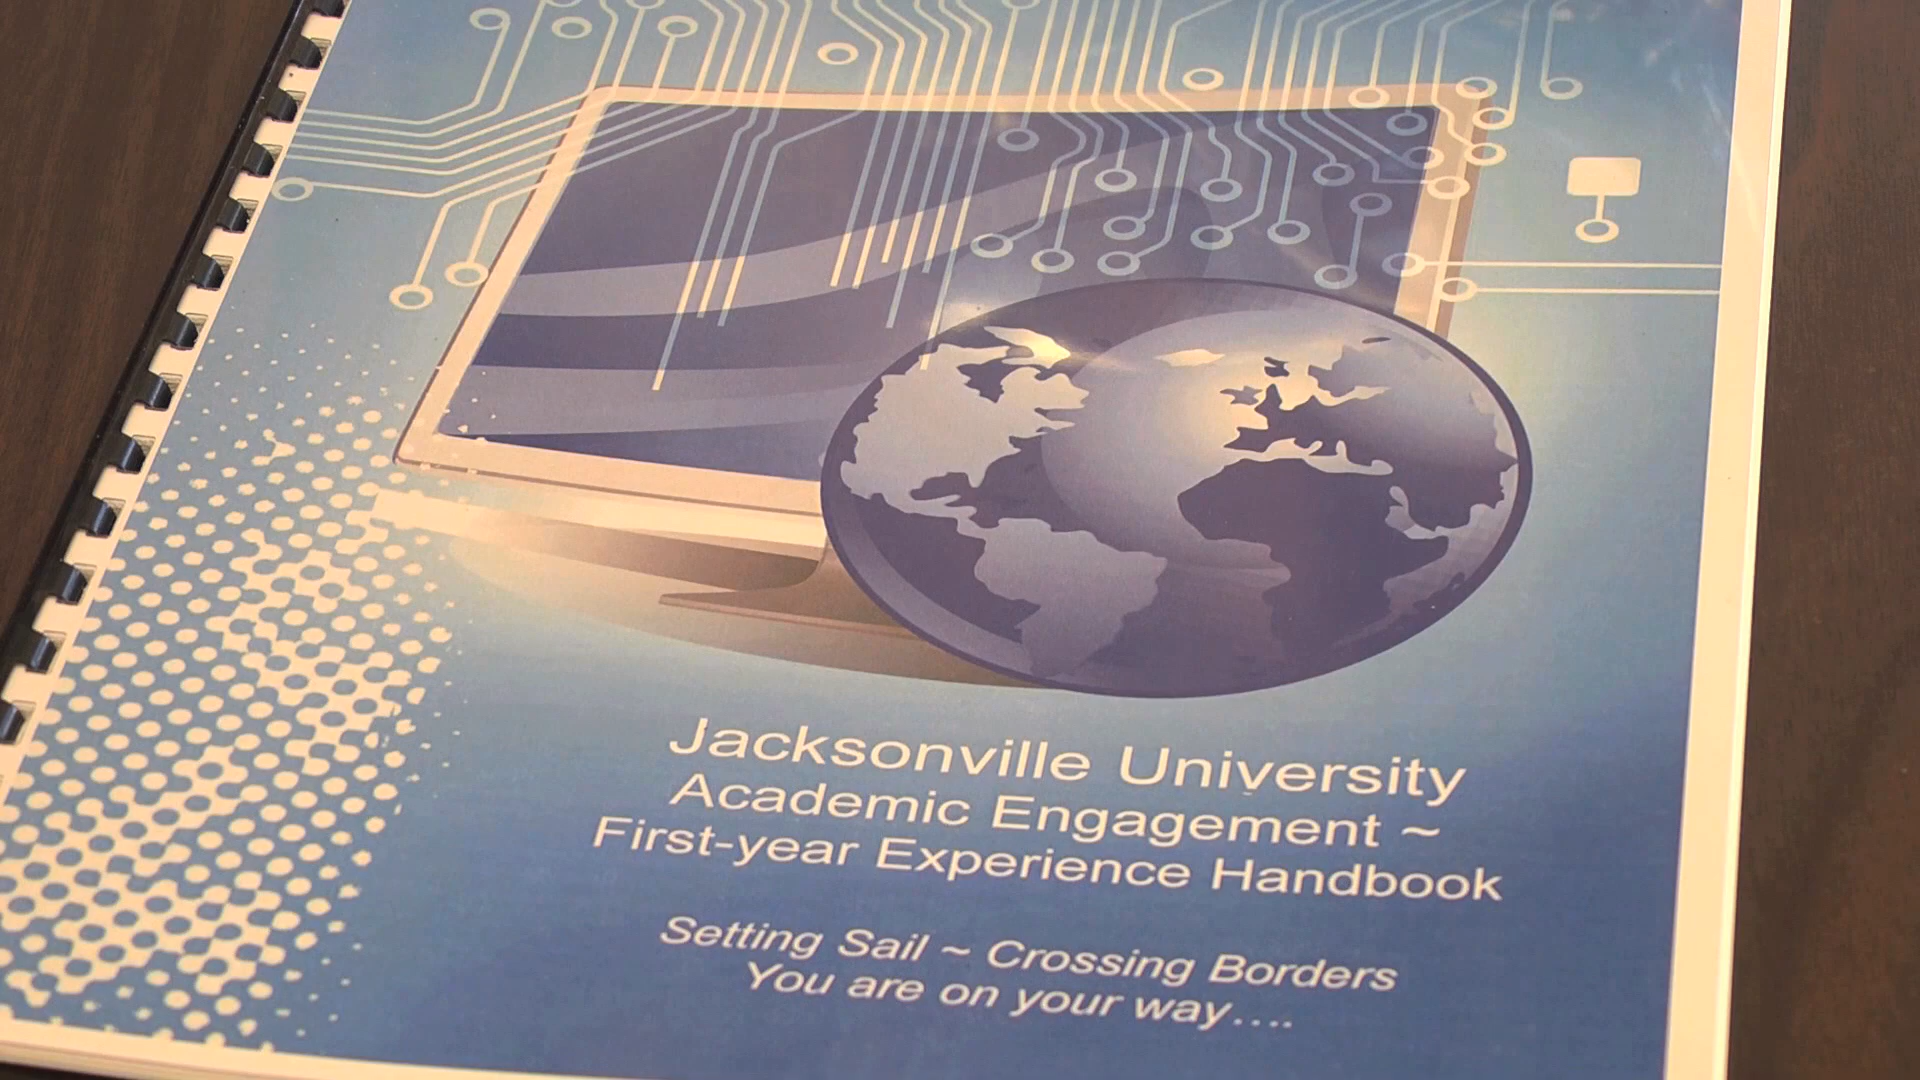 Jacksonville University
Academic Engagement ~
First-year Experience Handbook
Setting Sail ~ Crossing Borders
You are on your way....